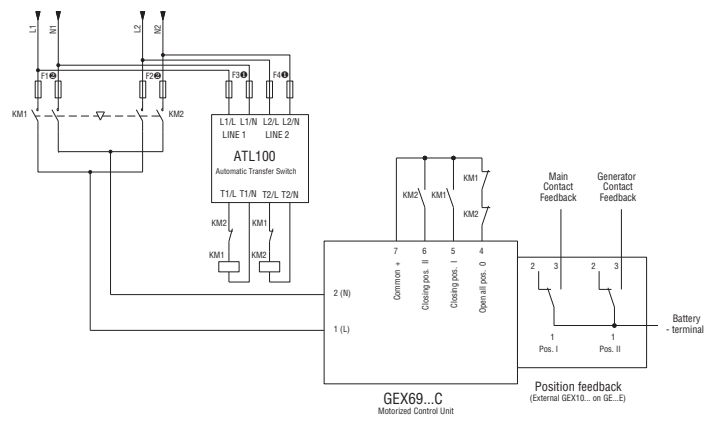 L1
N1
L2
N2
F1❷
F2❷
F3❶
F4❶
KM1
KM2
L1/L L1/N L2/L L2/N
LINE 1 LINE 2
ATL100
Automatic Transfer Switch
T1/L T1/N T2/L T2/N
KM2
KM1
KM1
KM2
KM2
KM1
KM1
KM2
Main
Contact
Feedback
Generator
Contact
Feedback
7
6
5
4
Common +
Closing pos. II
Closing pos. I
Open all pos. 0
2 (N)
1 (L)
2 3
2 3
1
Pos. I
1
Pos. II
Battery
- terminal
GEX69...C
Motorized Control Unit
Position feedback
(External GEX10... on GE...E)